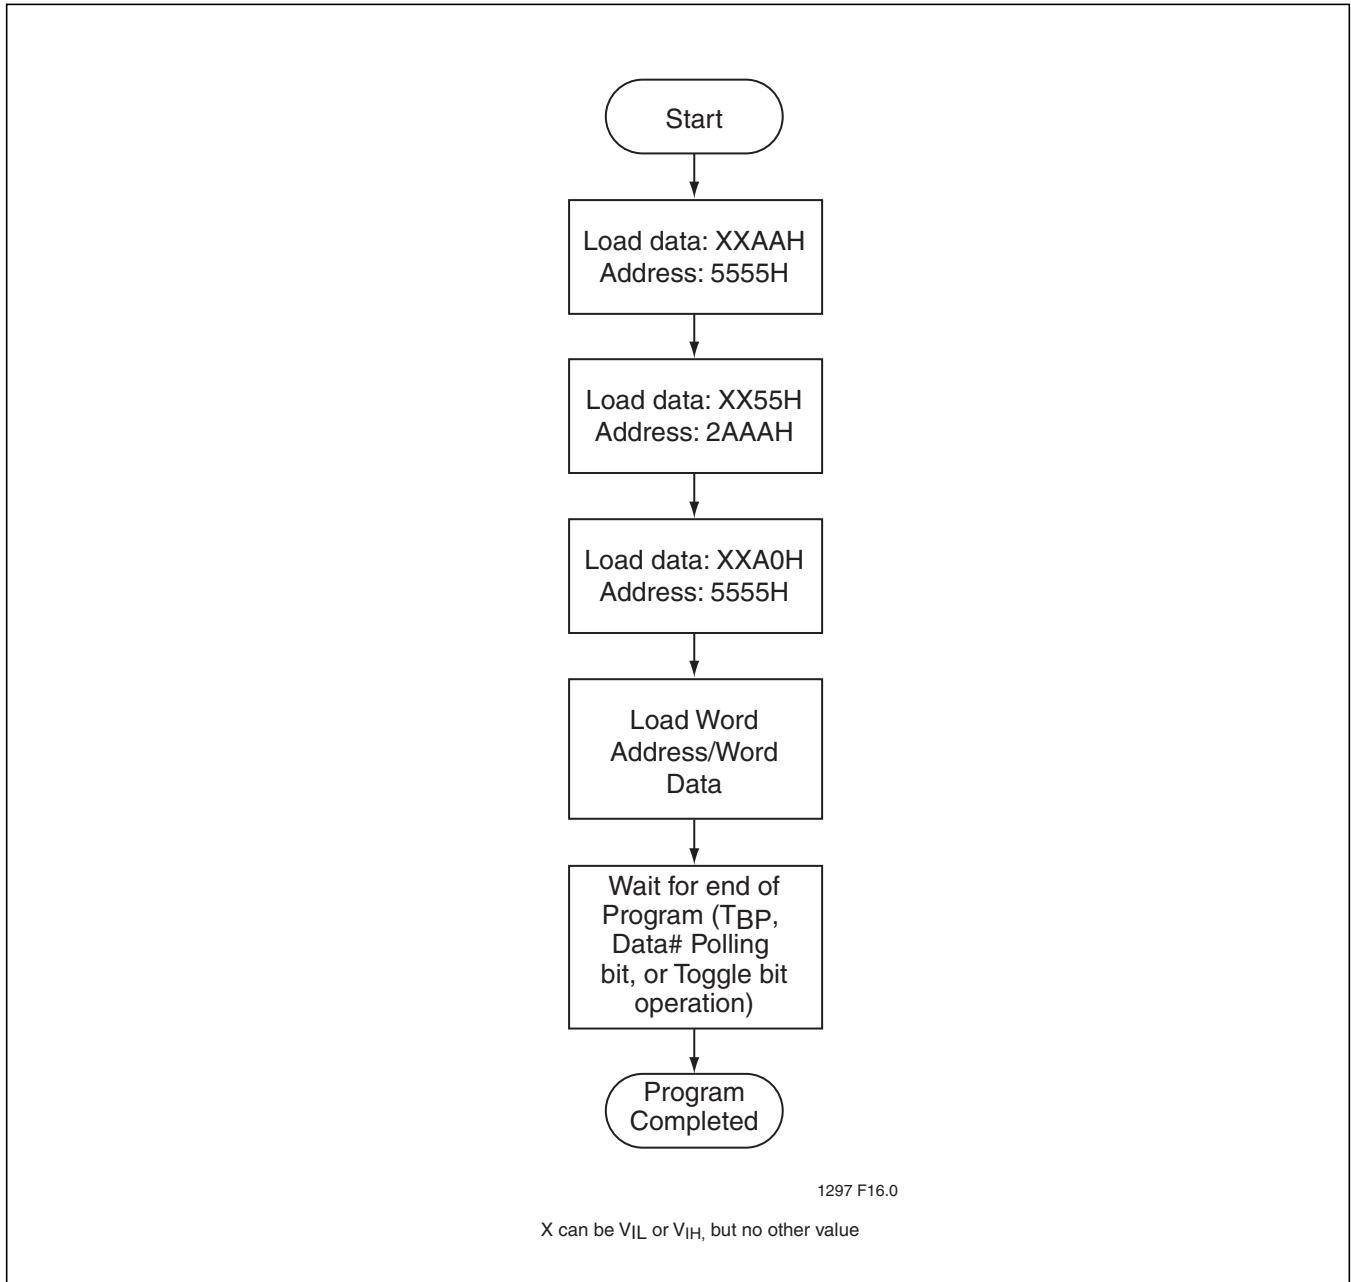 Start
Load data: XXAAH
Address: 5555H
Load data: XX55H
Address: 2AAAH
Load data: XXA0H
Address: 5555H
Load Word
Address/Word
Data
Wait for end of
Program (TBP,
Data# Polling
bit, or Toggle bit
operation)
Program
Completed
1297 F16.0
X can be VIL or VIH, but no other value